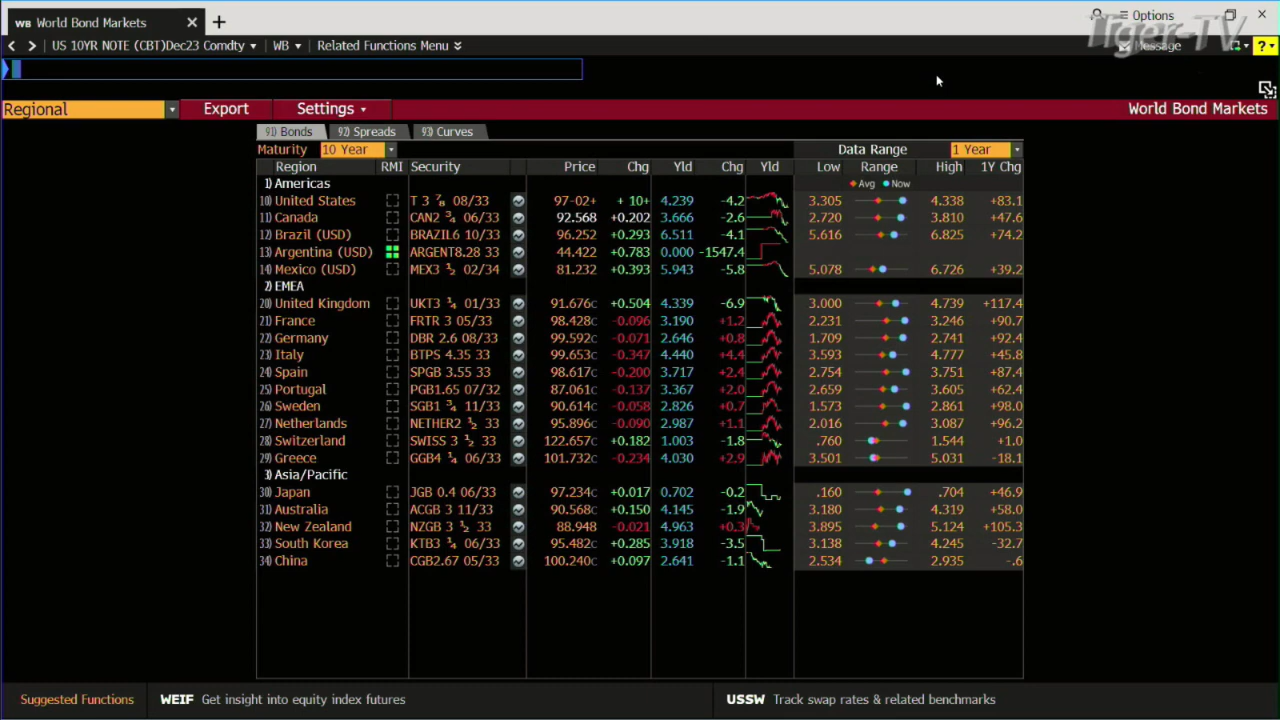 WB World Bond Markets × +
Options
Tiger-TV
US 10YR NOTE (CBT)Dec23 Comdty WB Related Functions Menu Message ?
Regional Export Settings World Bond Markets
91) Bonds 92) Spreads 93) Curves
Maturity 10 Year Data Range 1 Year
Region RMI Security Price Chg Yld Chg Yld Low Range High 1Y Chg
1) Americas Avg Now
10) United States T 3 ⅞ 08/33 97-02+ + 10+ 4.239 -4.2 3.305 4.338 +83.1
11) Canada CAN2 ¾ 06/33 92.568 +0.202 3.666 -2.6 2.720 3.810 +47.6
12) Brazil (USD) BRAZIL6 10/33 96.252 +0.293 6.511 -4.1 5.616 6.825 +74.2
13) Argentina (USD) ARGENT8.28 33 44.422 +0.783 0.000 -1547.4
14) Mexico (USD) MEX3 ½ 02/34 81.232 +0.393 5.943 -5.8 5.078 6.726 +39.2
2) EMEA
20) United Kingdom UKT3 ¼ 01/33 91.676C +0.504 4.339 -6.9 3.000 4.739 +117.4
21) France FRTR 3 05/33 98.428C -0.096 3.190 +1.2 2.231 3.246 +90.7
22) Germany DBR 2.6 08/33 99.592C -0.071 2.646 +0.8 1.709 2.741 +92.4
23) Italy BTPS 4.35 33 99.653C -0.347 4.440 +4.4 3.593 4.777 +45.8
24) Spain SPGB 3.55 33 98.617C -0.200 3.717 +2.4 2.754 3.751 +87.4
25) Portugal PGB1.65 07/32 87.061C -0.137 3.367 +2.0 2.659 3.605 +62.4
26) Sweden SGB1 ¾ 11/33 90.614C -0.058 2.826 +0.7 1.573 2.861 +98.0
27) Netherlands NETHER2 ½ 33 95.896C -0.090 2.987 +1.1 2.016 3.087 +96.2
28) Switzerland SWISS 3 ½ 33 122.657C +0.182 1.003 -1.8 .760 1.544 +1.0
29) Greece GGB4 ¼ 06/33 101.732C -0.234 4.030 +2.9 3.501 5.031 -18.1
3) Asia/Pacific
30) Japan JGB 0.4 06/33 97.234C +0.017 0.702 -0.2 .160 .704 +46.9
31) Australia ACGB 3 11/33 90.568C +0.150 4.145 -1.9 3.180 4.319 +58.0
32) New Zealand NZGB 3 ½ 33 88.948 -0.021 4.963 +0.3 3.895 5.124 +105.3
33) South Korea KTB3 ¼ 06/33 95.482C +0.285 3.918 -3.5 3.138 4.245 -32.7
34) China CGB2.67 05/33 100.240C +0.097 2.641 -1.1 2.534 2.935 -.6
Suggested Functions WEIF Get insight into equity index futures USSW Track swap rates & related benchmarks